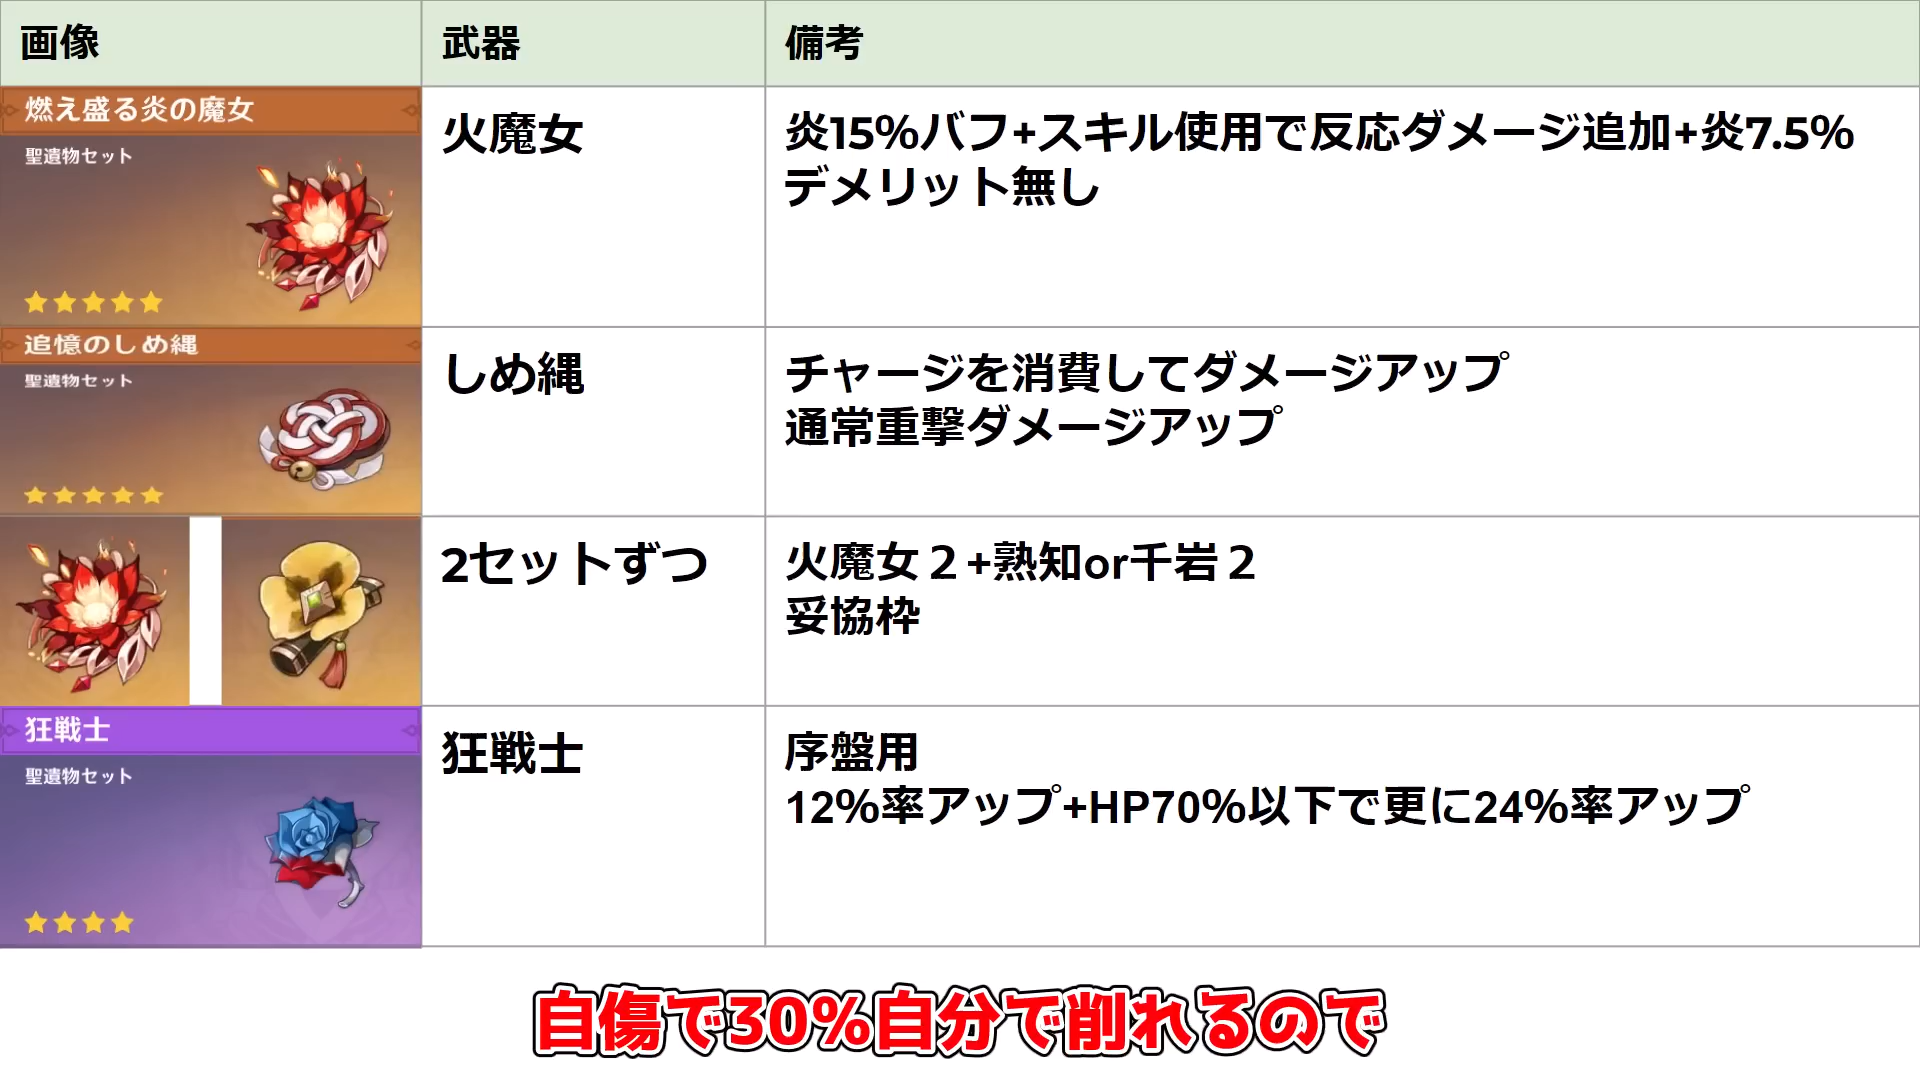 画像
武器
備考
燃え盛る炎の魔女
聖遺物セット
火魔女
炎15%バフ+スキル使用で反応ダメージ追加+炎7.5%
デメリット無し
追憶のしめ縄
聖遺物セット
しめ縄
チャージを消費してダメージアップ
通常重撃ダメージアップ
2セットずつ
火魔女２+熟知or千岩２
妥協枠
狂戦士
聖遺物セット
狂戦士
序盤用
12%率アップ+HP70%以下で更に24%率アップ
自傷で30%自分で削れるので